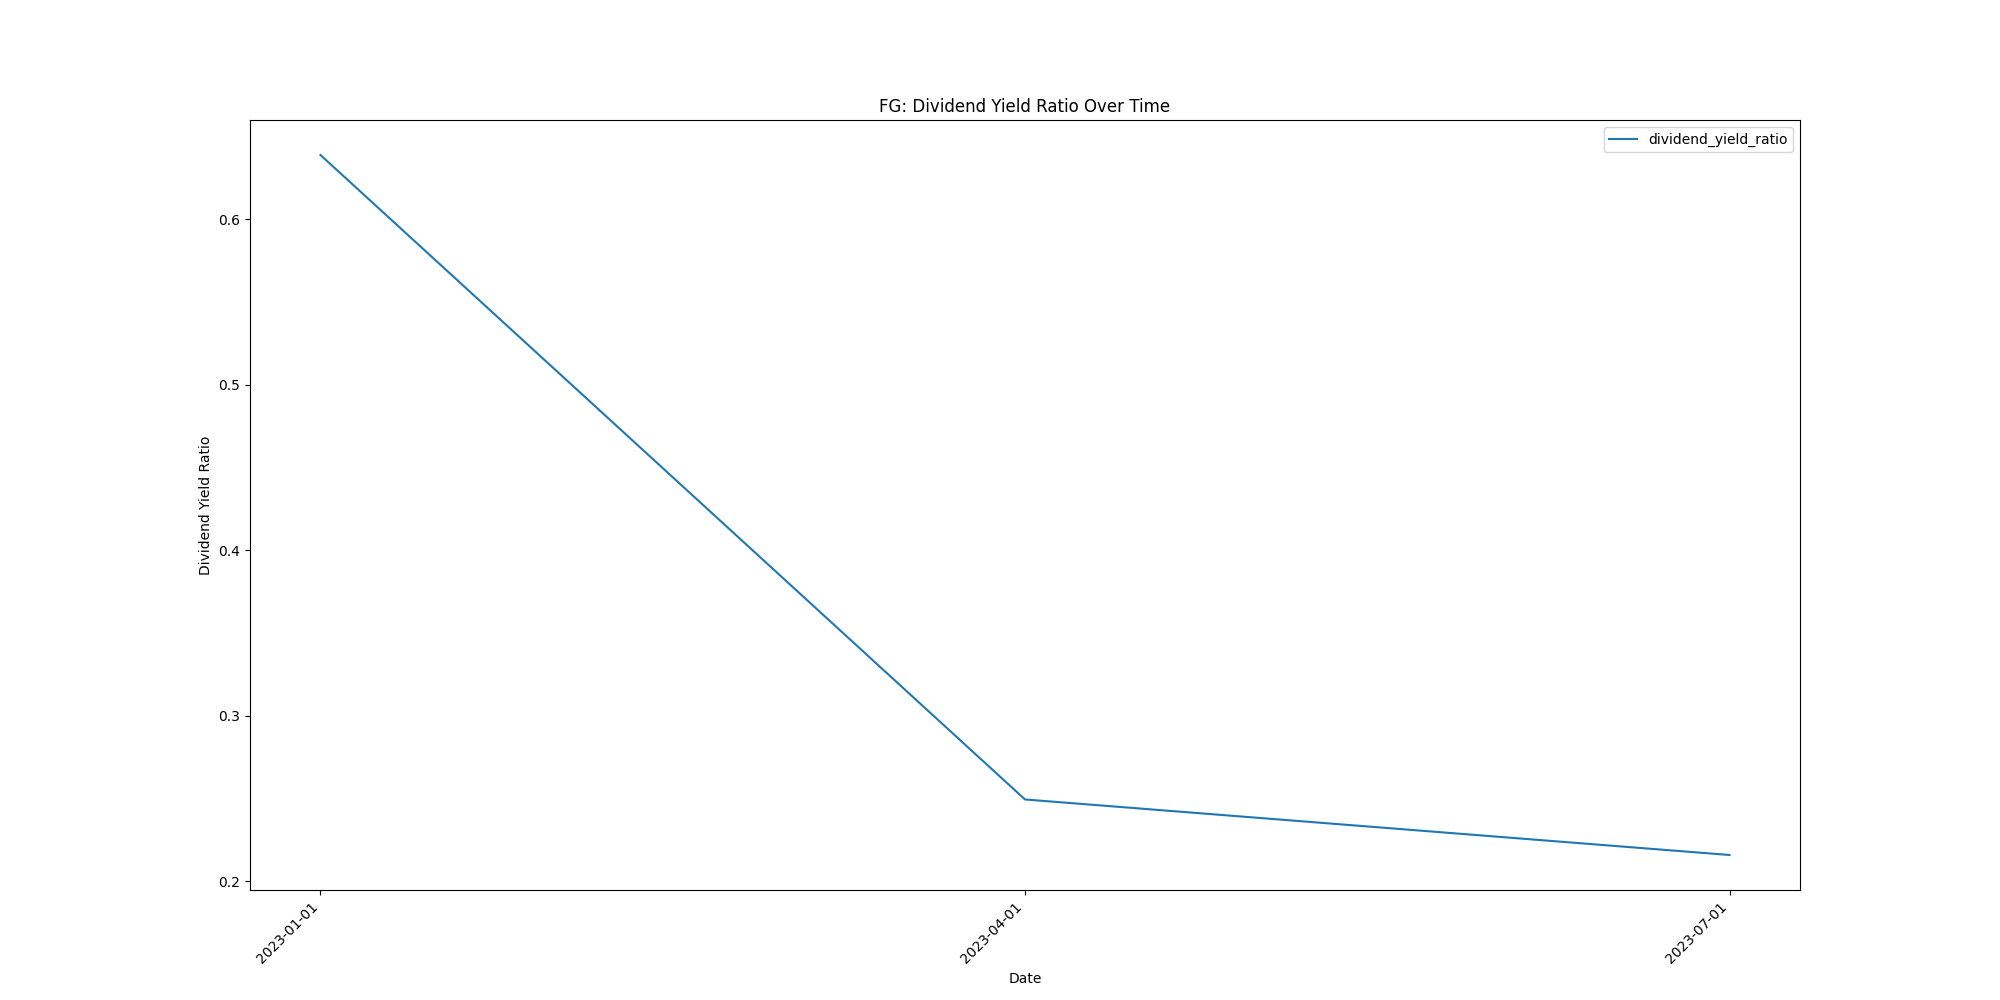 FG: Dividend Yield Ratio Over Time
dividend_yield_ratio
0.6
0.5
0.4
0.3
0.2
Dividend Yield Ratio
2023-01-01
2023-04-01
2023-07-01
Date